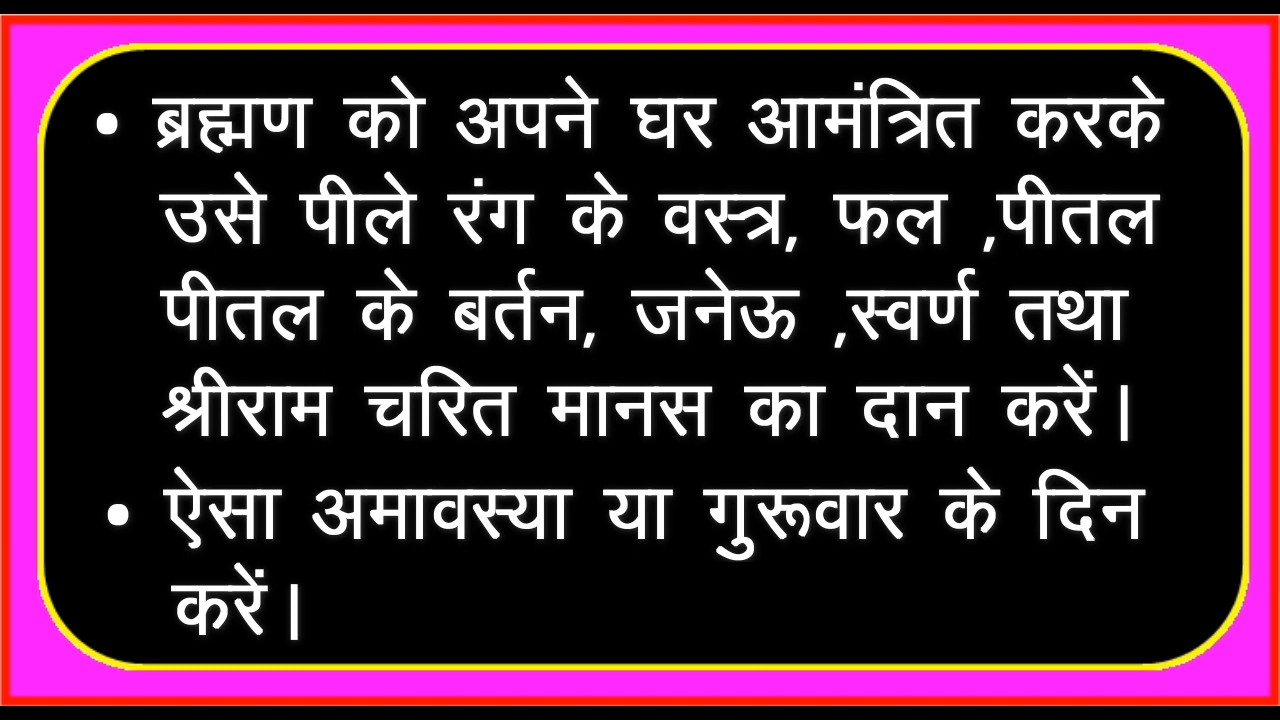 • ब्रह्मण को अपने घर आमंत्रित करके
उसे पीले रंग के वस्त्र, फल ,पीतल
पीतल के बर्तन, जनेऊ ,स्वर्ण तथा
श्रीराम चरित मानस का दान करें।
• ऐसा अमावस्या या गुरूवार के दिन
करें।